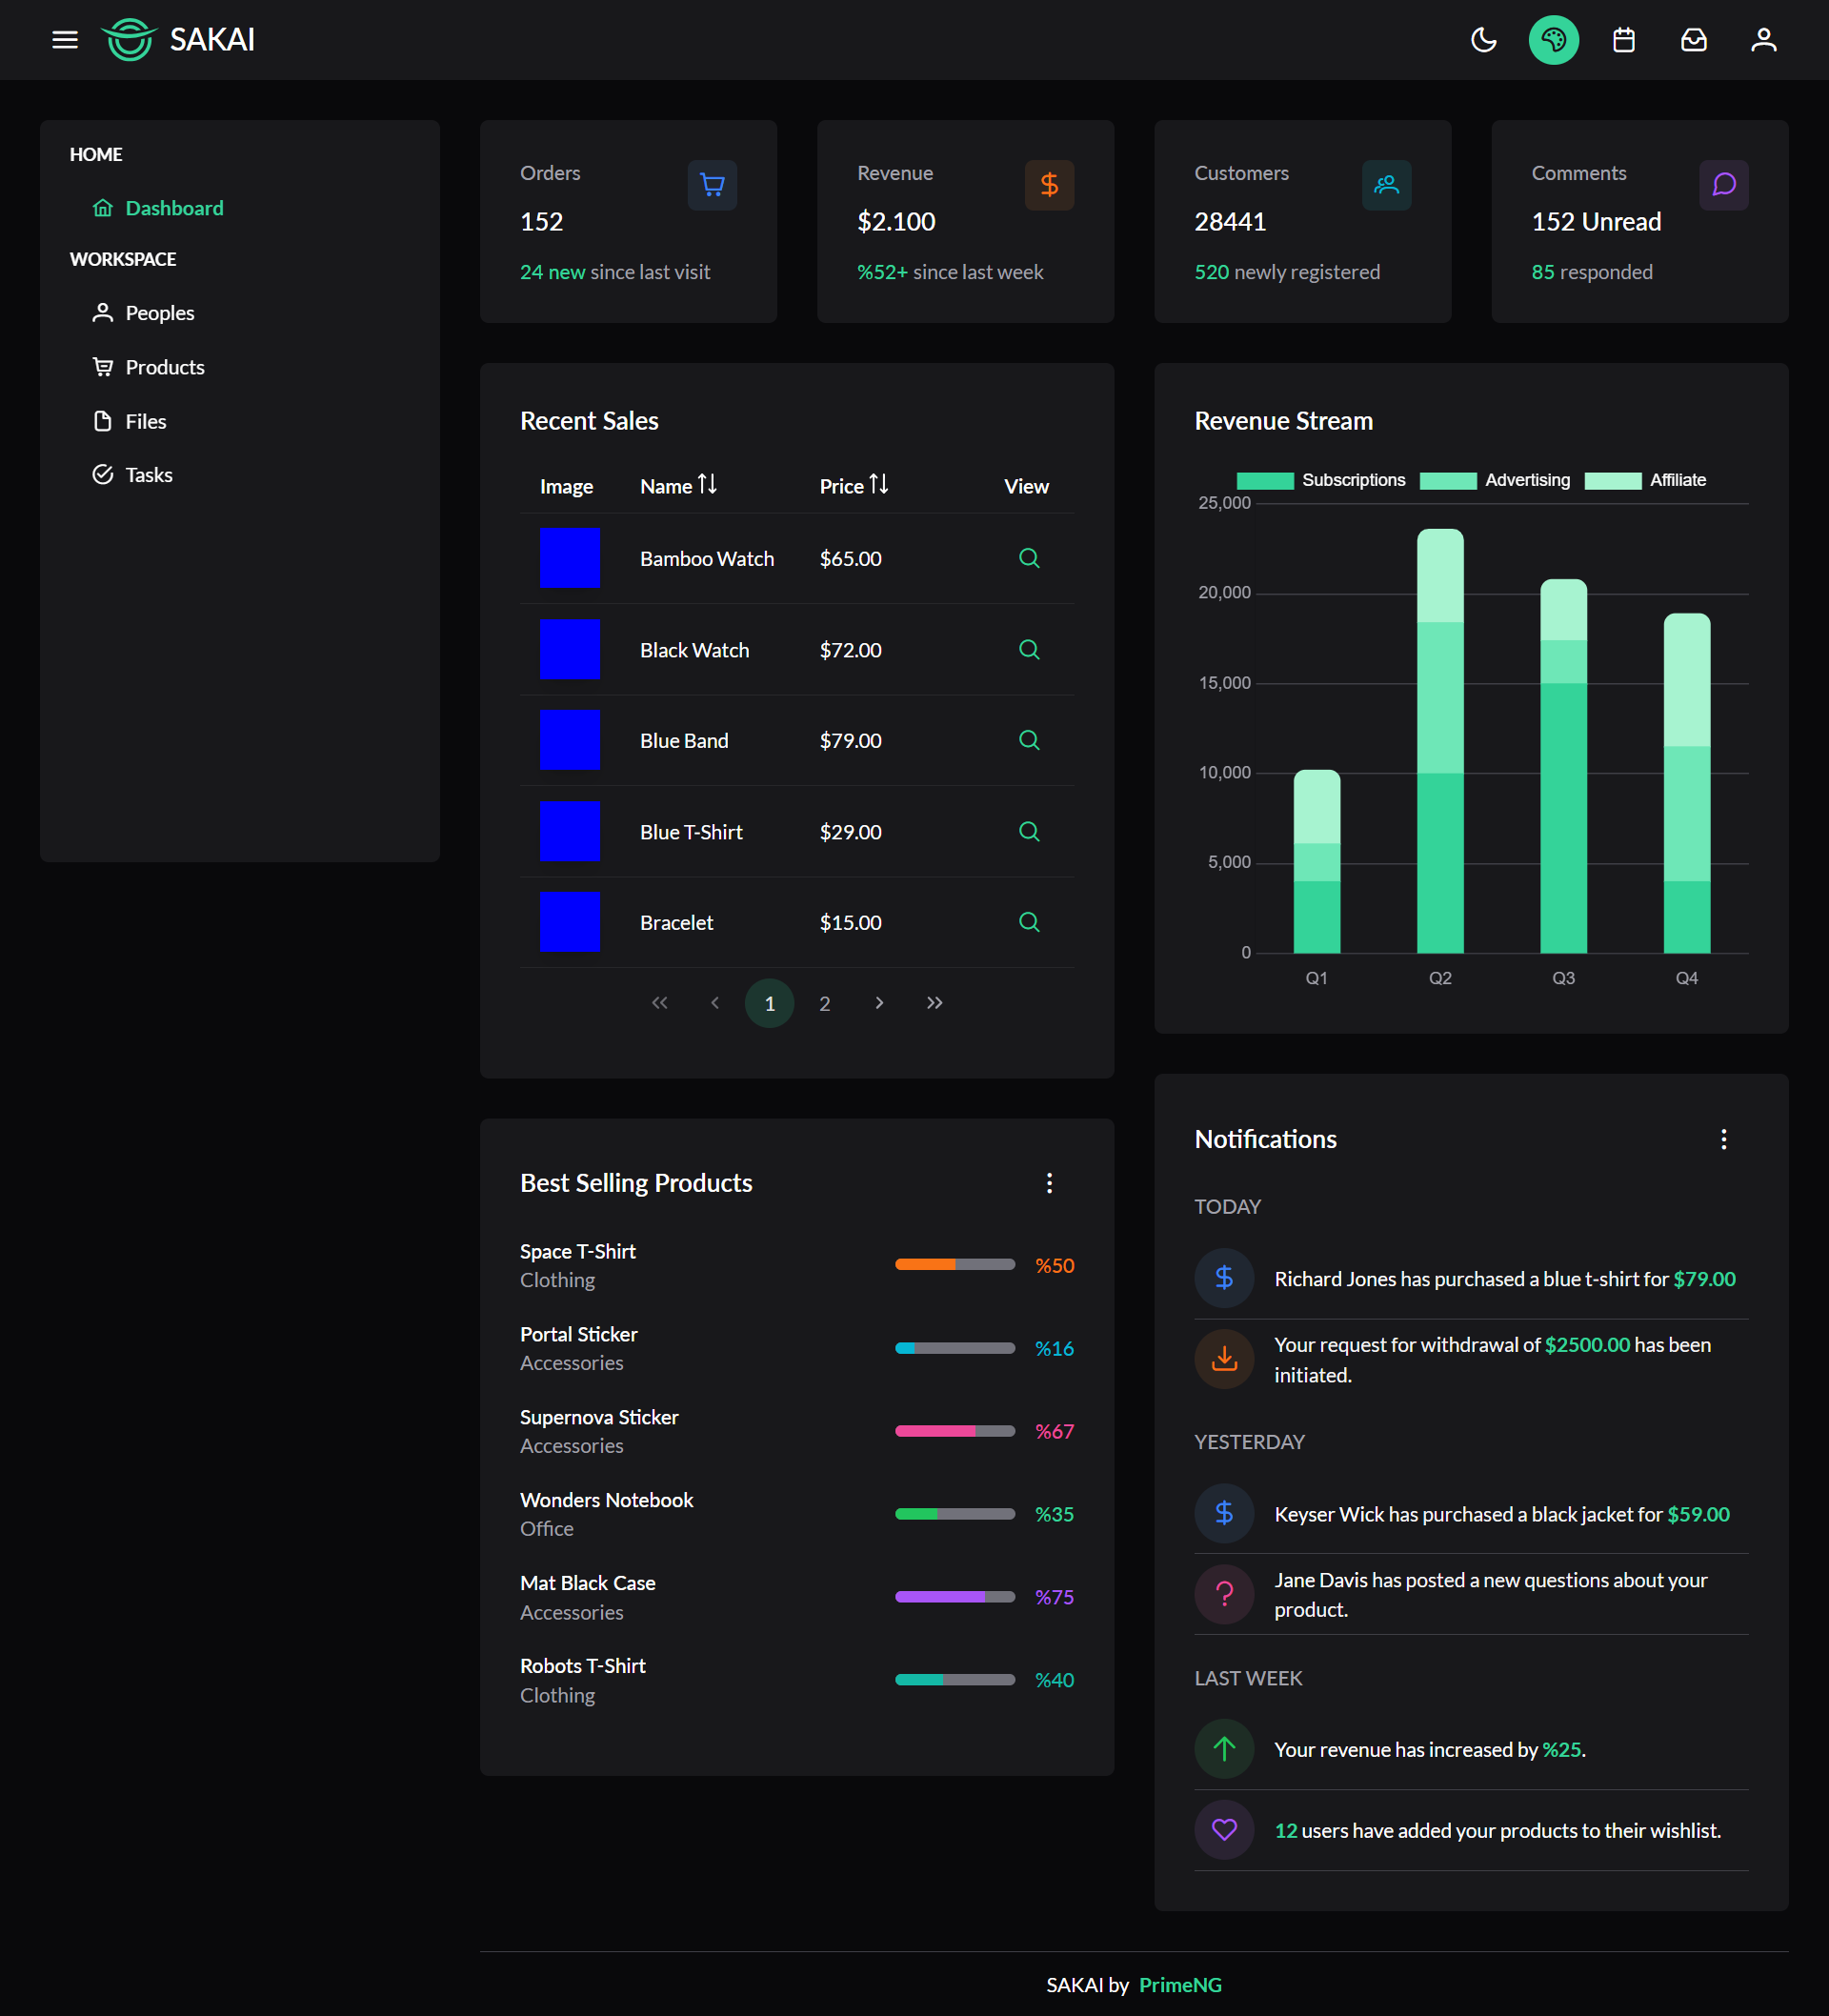 SAKAI
HOME
Dashboard
WORKSPACE
Peoples
Products
Files
Tasks
Orders
152
24 new since last visit
Revenue
$2.100
%52+ since last week
Customers
28441
520 newly registered
Comments
152 Unread
85 responded
Recent Sales
Image Name Price View
Bamboo Watch $65.00
Black Watch $72.00
Blue Band $79.00
Blue T-Shirt $29.00
Bracelet $15.00
1 2
Revenue Stream
Subscriptions Advertising Affiliate
25,000
20,000
15,000
10,000
5,000
0
Q1 Q2 Q3 Q4
Best Selling Products
Space T-Shirt
Clothing
%50
Portal Sticker
Accessories
%16
Supernova Sticker
Accessories
%67
Wonders Notebook
Office
%35
Mat Black Case
Accessories
%75
Robots T-Shirt
Clothing
%40
Notifications
TODAY
Richard Jones has purchased a blue t-shirt for $79.00
Your request for withdrawal of $2500.00 has been
initiated.
YESTERDAY
Keyser Wick has purchased a black jacket for $59.00
Jane Davis has posted a new questions about your
product.
LAST WEEK
Your revenue has increased by %25.
12 users have added your products to their wishlist.
SAKAI by PrimeNG